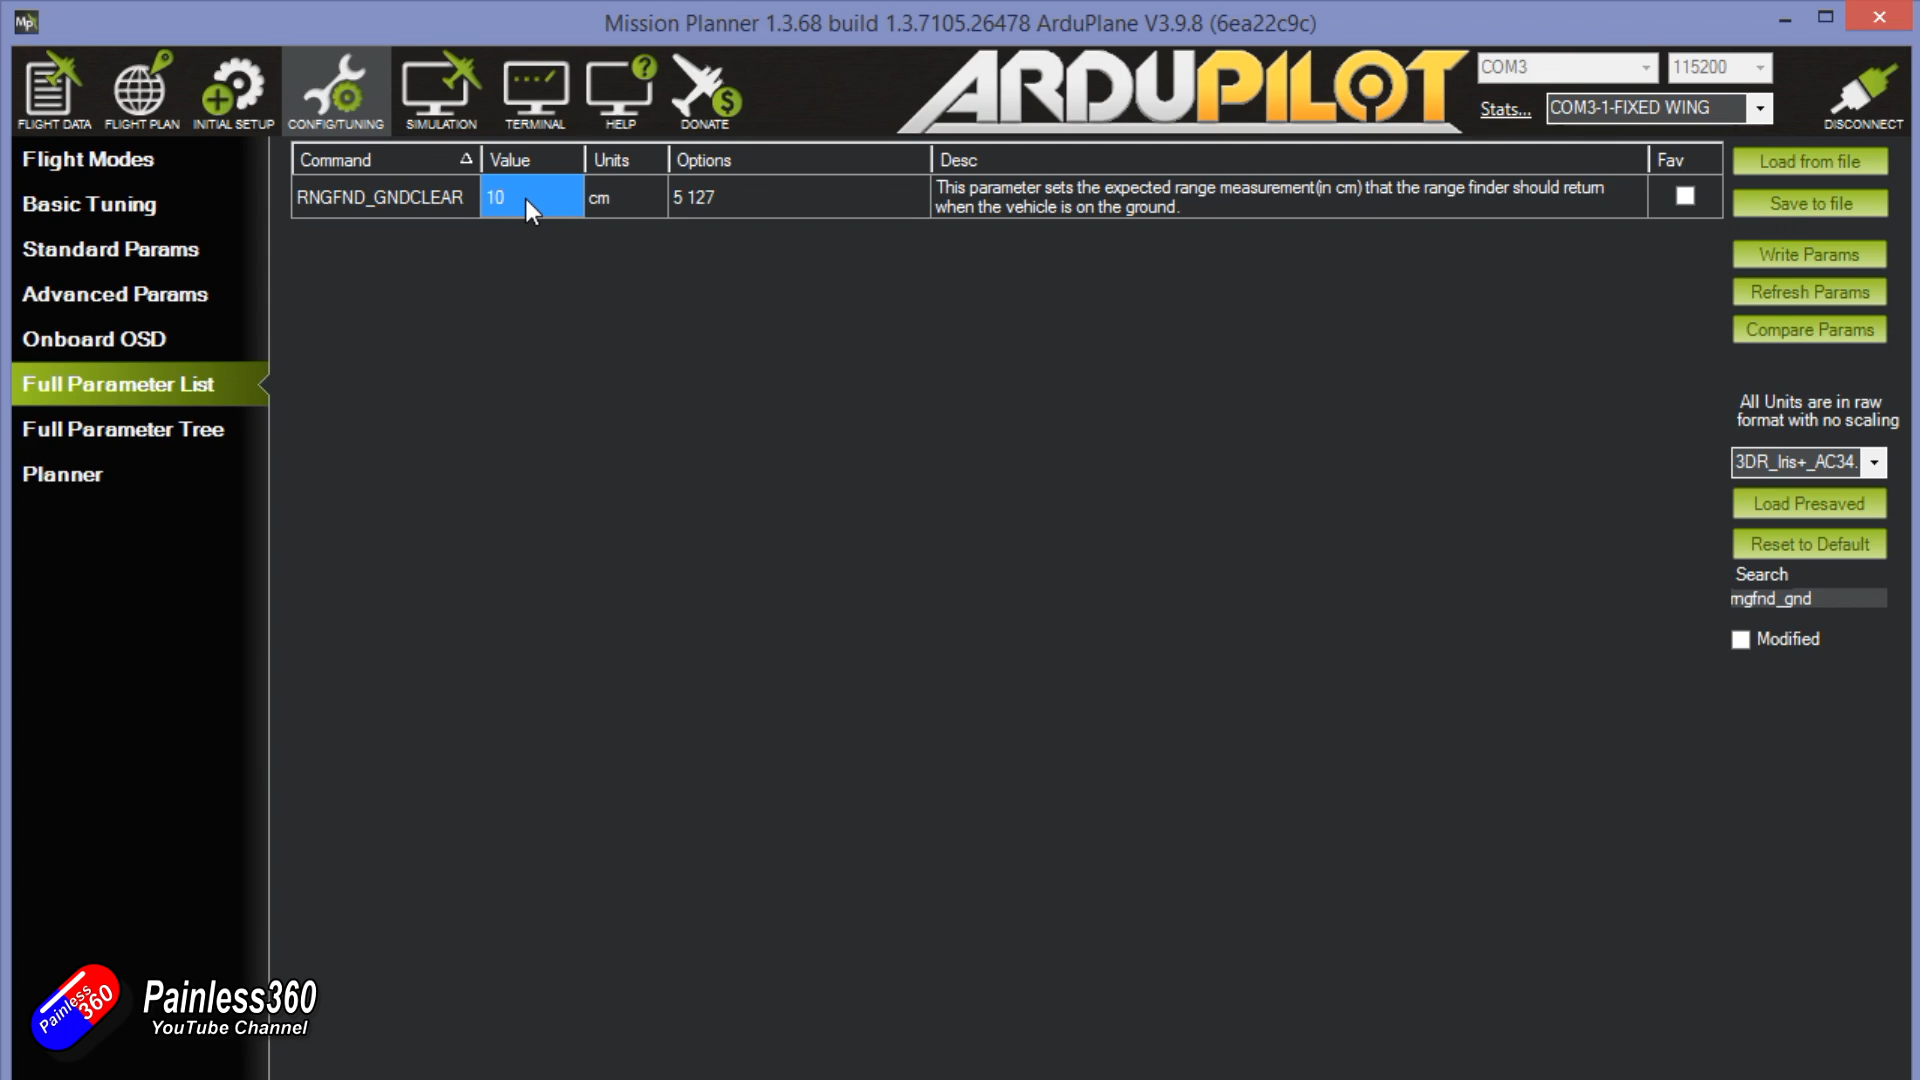 Mp
Mission Planner 1.3.68 build 1.3.7105.26478 ArduPlane V3.9.8 (6ea22c9c)
FLIGHT DATA
FLIGHT PLAN
INITIAL SETUP
CONFIG/TUNING
SIMULATION
TERMINAL
HELP
DONATE
ARDUPILOT
COM3
115200
Stats...
COM3-1-FIXED WING
DISCONNECT
Flight Modes
Basic Tuning
Standard Params
Advanced Params
Onboard OSD
Full Parameter List
Full Parameter Tree
Planner
Command Value Units Options Desc Fav
RNGFND_GNDCLEAR 10 cm 5 127 This parameter sets the expected range measurement(in cm) that the range finder should return
when the vehicle is on the ground.
Load from file
Save to file
Write Params
Refresh Params
Compare Params
All Units are in raw
format with no scaling
3DR_Iris+_AC34.
Load Presaved
Reset to Default
Search
rngfnd_gnd
Modified
Painless
360
Painless360
YouTube Channel